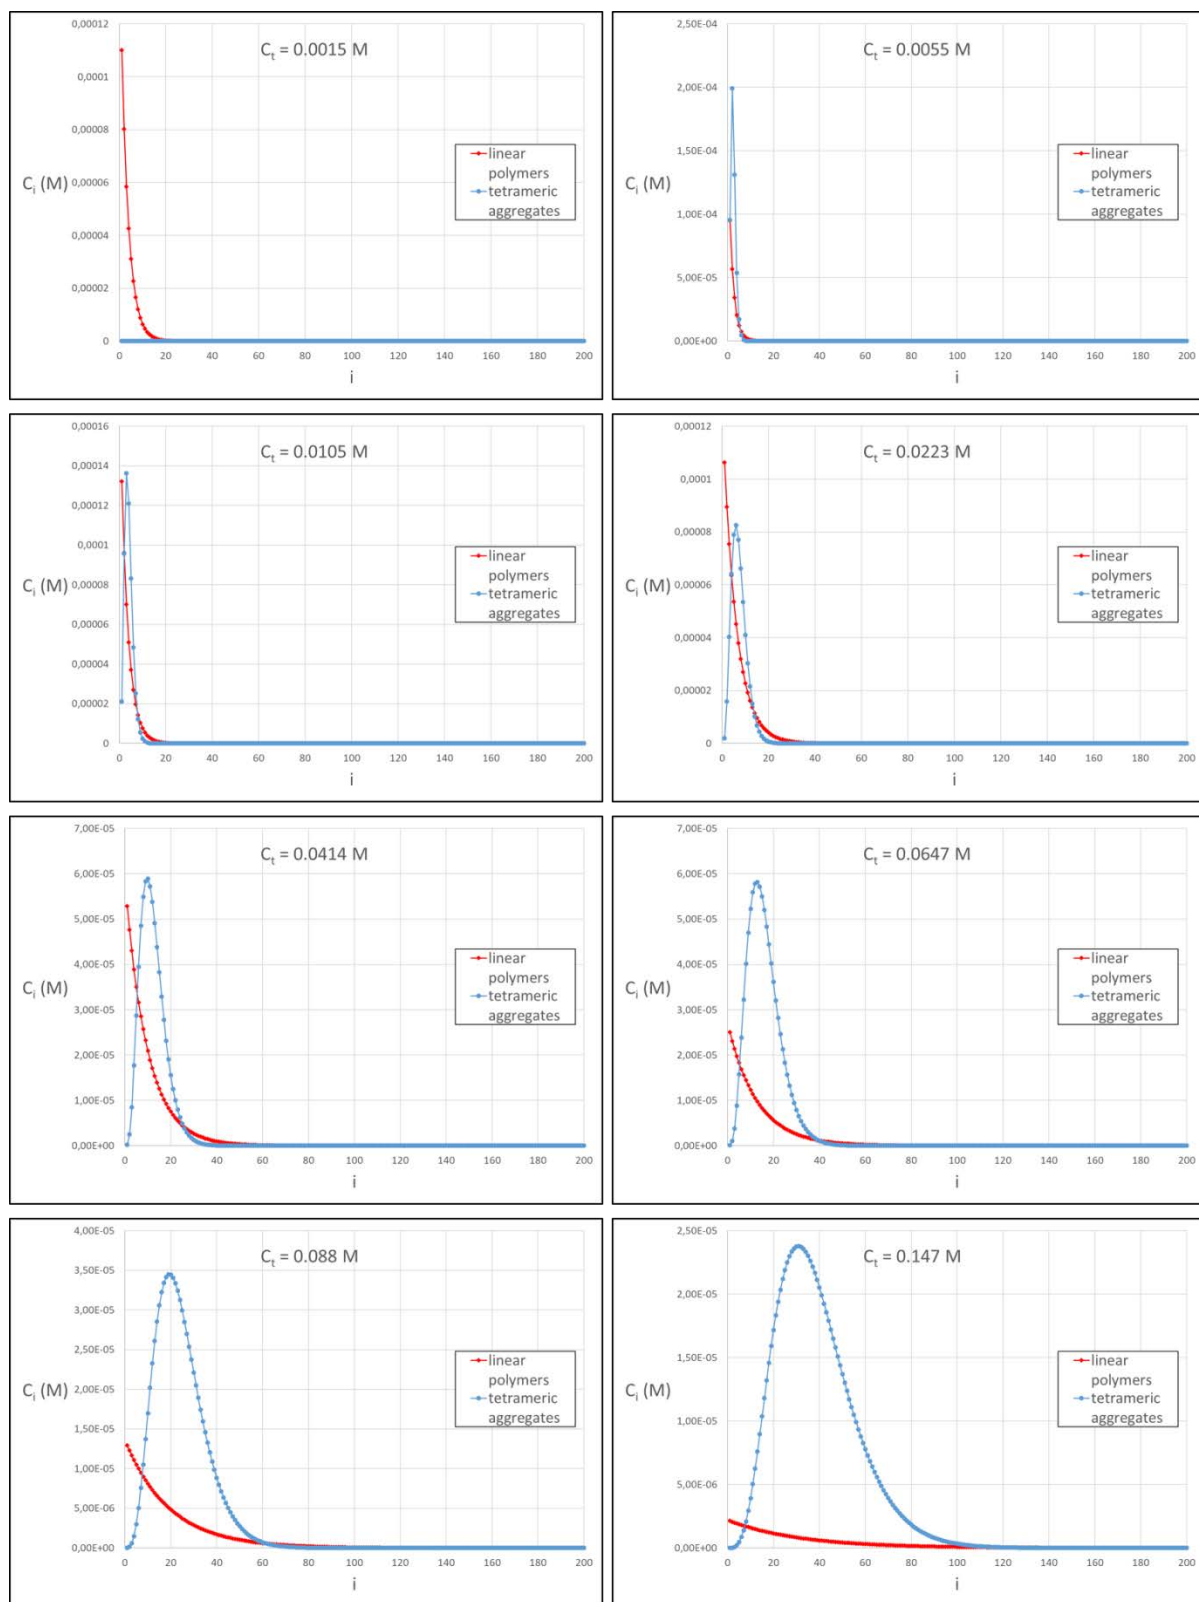 C_t = 0.0015 M
0,00012
0,0001
0,00008
0,00006
0,00004
0,00002
0
C_i (M)
linear
polymers
tetrameric
aggregates
0 20 40 60 80 100 120 140 160 180 200
i
C_t = 0.0055 M
2,50E-04
2,00E-04
1,50E-04
1,00E-04
5,00E-05
0,00E+00
C_i (M)
linear
polymers
tetrameric
aggregates
0 20 40 60 80 100 120 140 160 180 200
i
C_t = 0.0105 M
0,00016
0,00014
0,00012
0,0001
0,00008
0,00006
0,00004
0,00002
0
C_i (M)
linear
polymers
tetrameric
aggregates
0 20 40 60 80 100 120 140 160 180 200
i
C_t = 0.0223 M
0,00012
0,0001
0,00008
0,00006
0,00004
0,00002
0
C_i (M)
linear
polymers
tetrameric
aggregates
0 20 40 60 80 100 120 140 160 180 200
i
C_t = 0.0414 M
7,00E-05
6,00E-05
5,00E-05
4,00E-05
3,00E-05
2,00E-05
1,00E-05
0,00E+00
C_i (M)
linear
polymers
tetrameric
aggregates
0 20 40 60 80 100 120 140 160 180 200
i
C_t = 0.0647 M
7,00E-05
6,00E-05
5,00E-05
4,00E-05
3,00E-05
2,00E-05
1,00E-05
0,00E+00
C_i (M)
linear
polymers
tetrameric
aggregates
0 20 40 60 80 100 120 140 160 180 200
i
C_t = 0.088 M
4,00E-05
3,50E-05
3,00E-05
2,50E-05
2,00E-05
1,50E-05
1,00E-05
5,00E-06
0,00E+00
C_i (M)
linear
polymers
tetrameric
aggregates
0 20 40 60 80 100 120 140 160 180 200
i
C_t = 0.147 M
2,50E-05
2,00E-05
1,50E-05
1,00E-05
5,00E-06
0,00E+00
C_i (M)
linear
polymers
tetrameric
aggregates
0 20 40 60 80 100 120 140 160 180 200
i